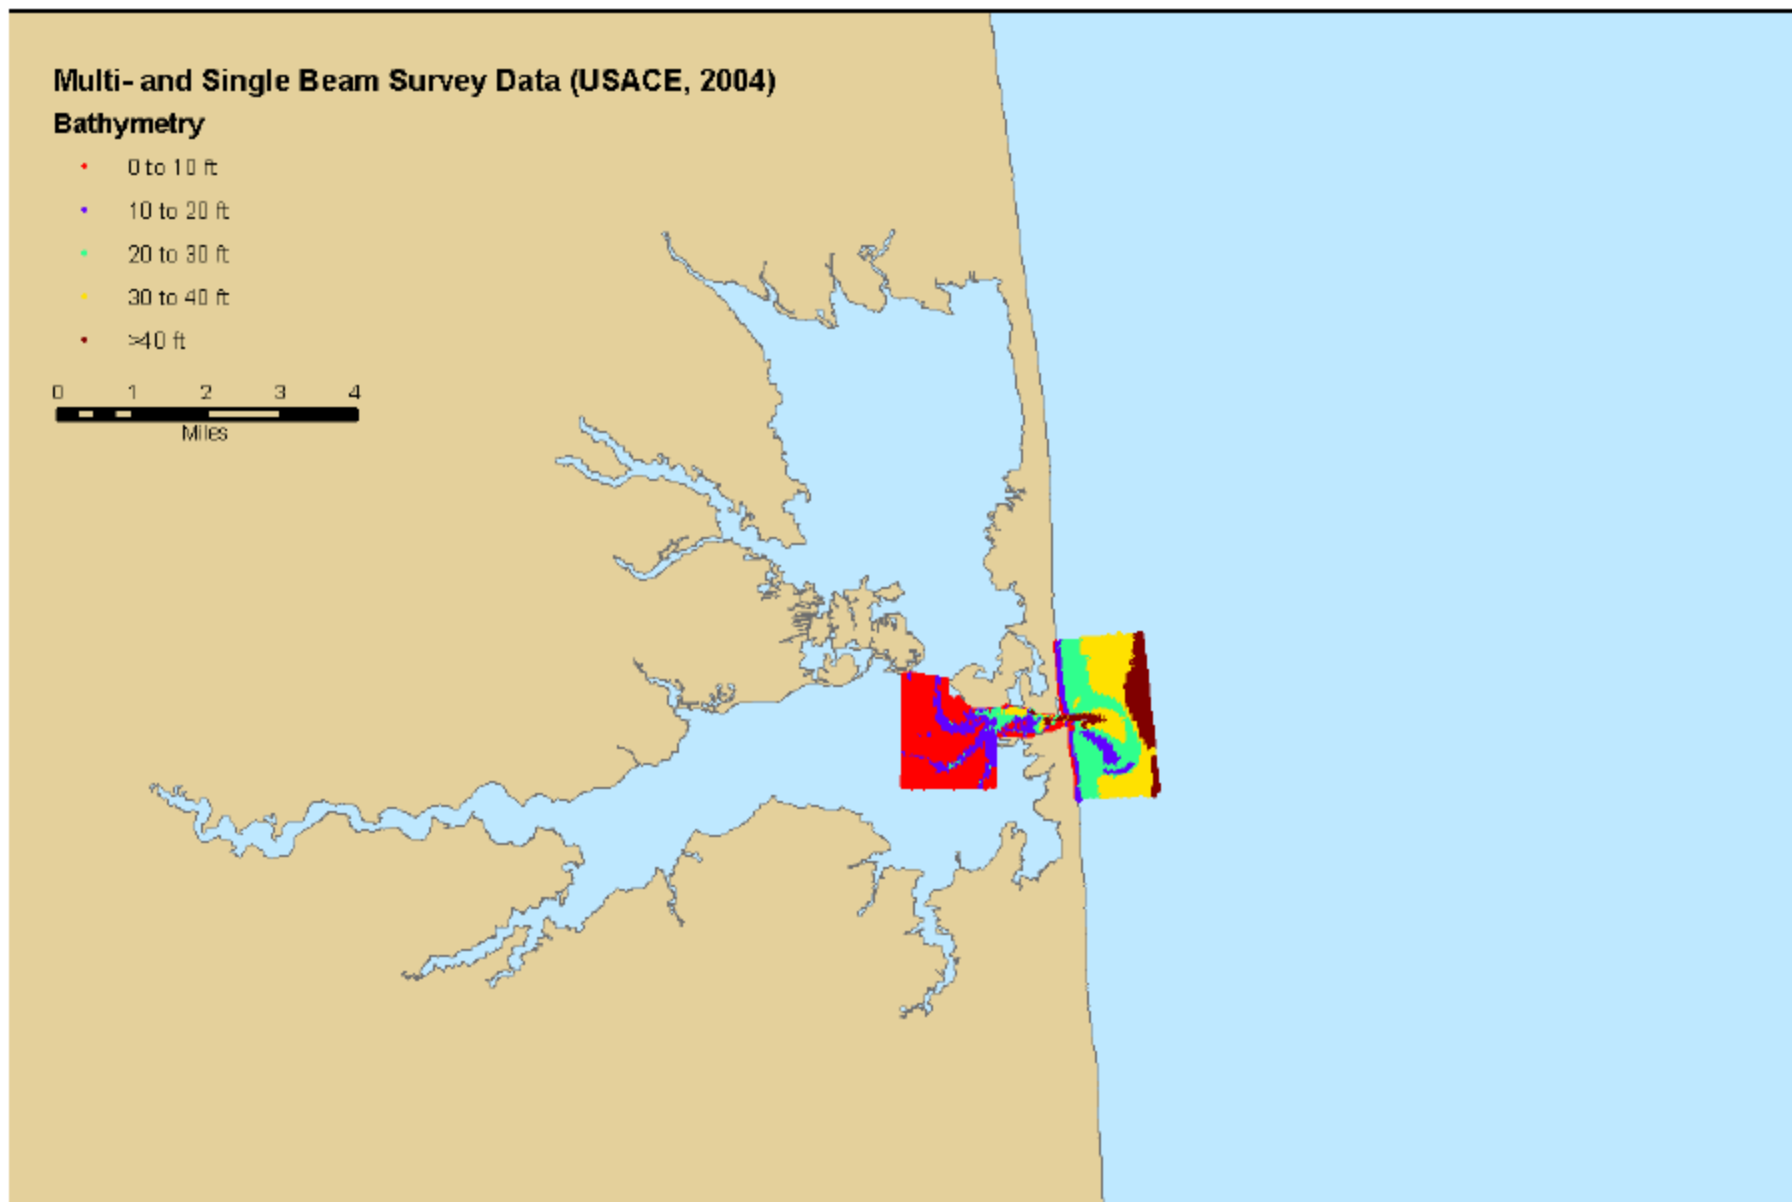 Multi- and Single Beam Survey Data (USACE, 2004)
Bathymetry
0 to 10 ft
10 to 20 ft
20 to 30 ft
30 to 40 ft
>40 ft
0 1 2 3 4
Miles